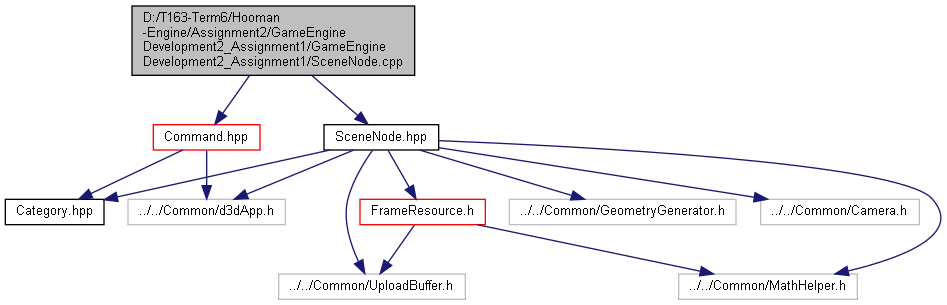 D:/T163-Term6/Hooman
-Engine/Assignment2/GameEngine
Development2_Assignment1/GameEngine
Development2_Assignment1/SceneNode.cpp
Command.hpp
SceneNode.hpp
Category.hpp
../../Common/d3dApp.h
FrameResource.h
../../Common/GeometryGenerator.h
../../Common/Camera.h
../../Common/UploadBuffer.h
../../Common/MathHelper.h